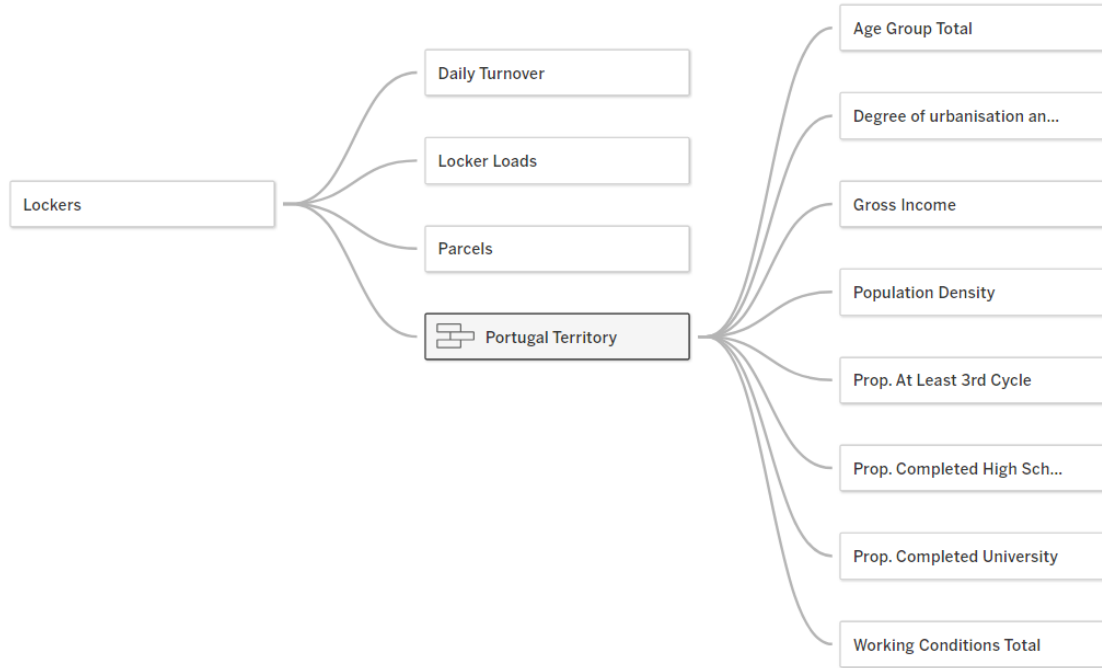 Lockers
Daily Turnover
Locker Loads
Parcels
Portugal Territory
Age Group Total
Degree of urbanisation an...
Gross Income
Population Density
Prop. At Least 3rd Cycle
Prop. Completed High Sch...
Prop. Completed University
Working Conditions Total